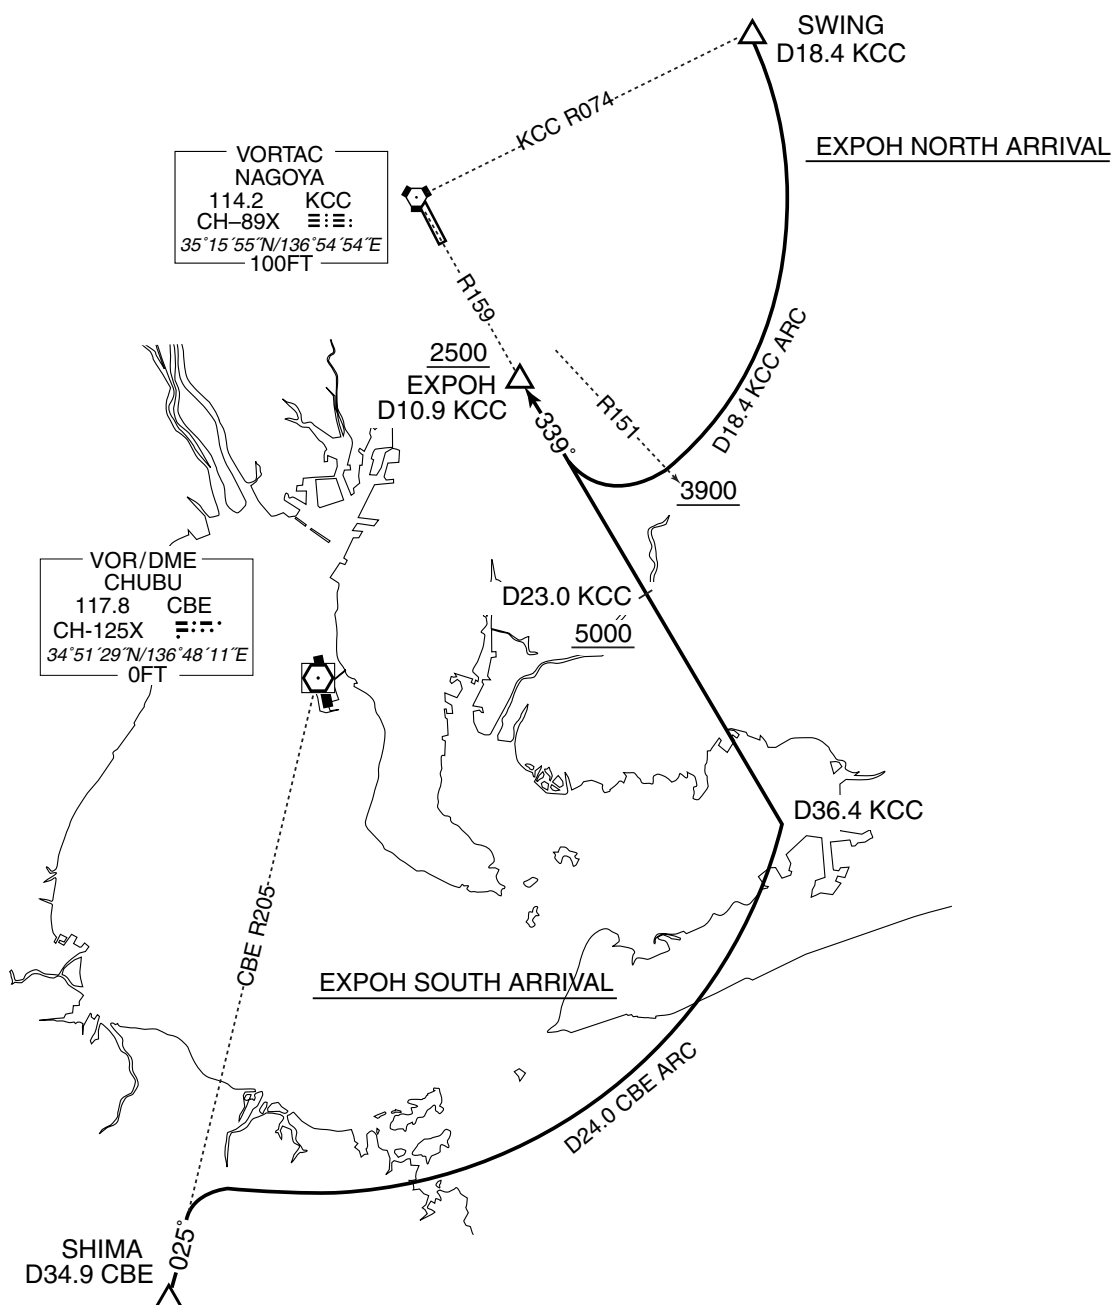 SWING
D18.4 KCC
KCC R074
EXPOH NORTH ARRIVAL
VORTAC
NAGOYA
114.2 KCC
CH–89X
35°15´55˝N/136°54´54˝E
100FT
R159
2500
EXPOH
D10.9 KCC
339°
R151
D18.4 KCC ARC
3900
VOR/DME
CHUBU
117.8 CBE
CH-125X
34°51´29˝N/136°48´11˝E
0FT
D23.0 KCC
5000
D36.4 KCC
CBE R205
EXPOH SOUTH ARRIVAL
D24.0 CBE ARC
025°
SHIMA
D34.9 CBE